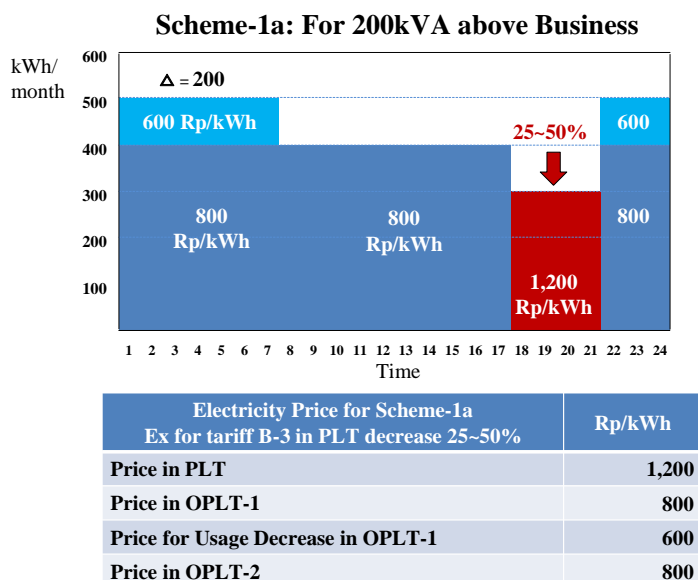 Scheme-1a: For 200kVA above Business
kWh/
month
600
500
400
300
200
100
Δ = 200
600 Rp/kWh
25~50%
600
800
Rp/kWh
800
Rp/kWh
800
1,200
Rp/kWh
1 2 3 4 5 6 7 8 9 10 11 12 13 14 15 16 17 18 19 20 21 22 23 24
Time
Electricity Price for Scheme-1a
Ex for tariff B-3 in PLT decrease 25~50%
Rp/kWh
Price in PLT 1,200
Price in OPLT-1 800
Price for Usage Decrease in OPLT-1 600
Price in OPLT-2 800